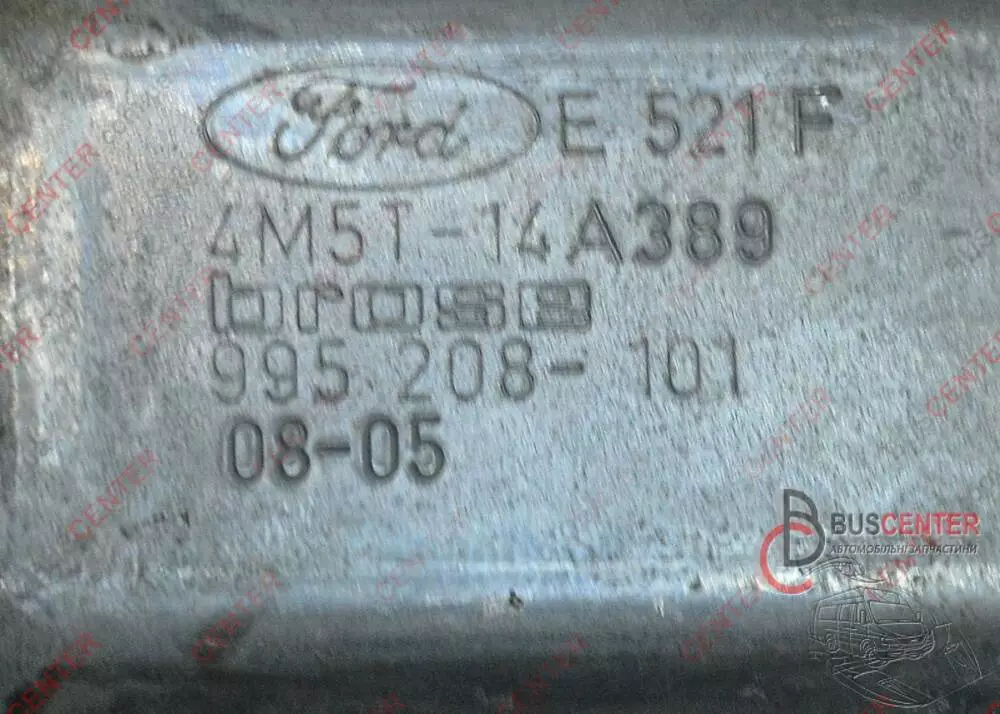 Ford E 521 F
4M5T-14A389
brose
995 208-101
08-05
BUSCENTER
АВТОМОБІЛЬНІ ЗАПЧАСТИНИ